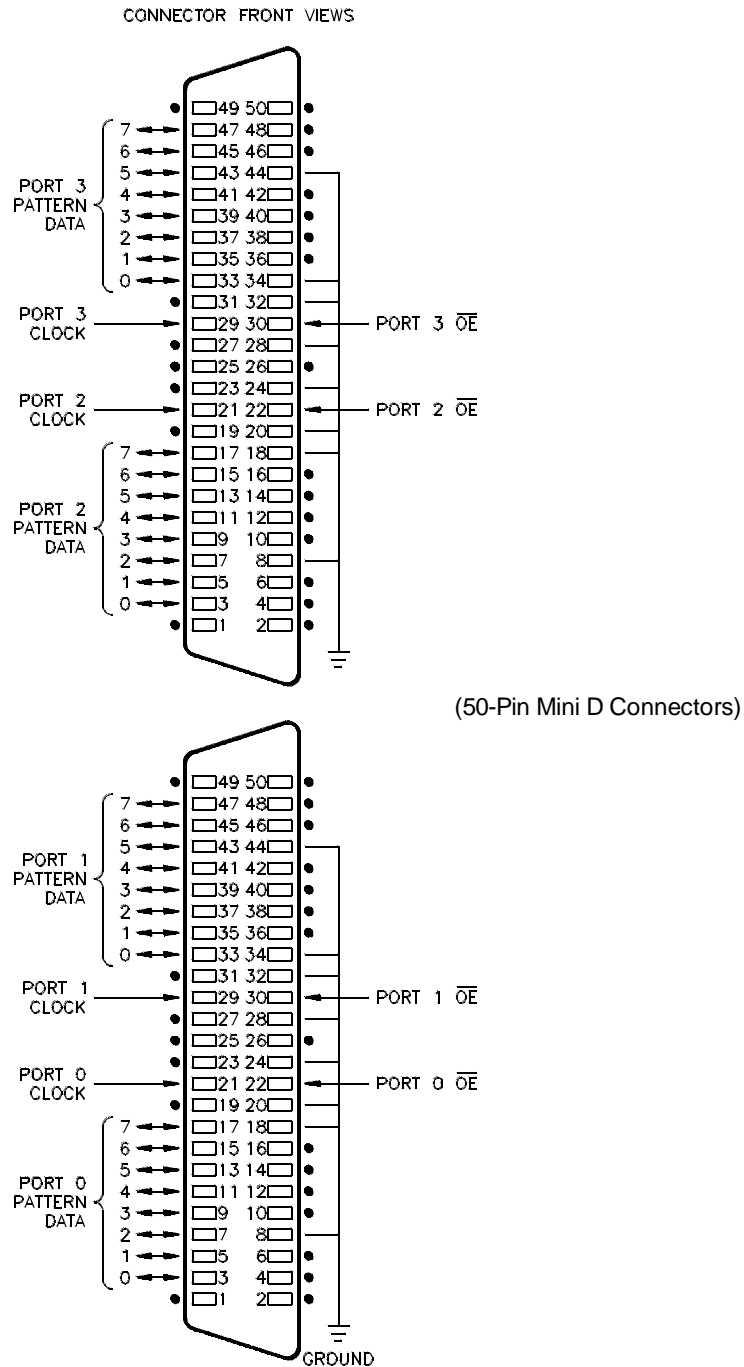 CONNECTOR FRONT VIEWS
49 50
7 47 48
6 45 46
5 43 44
PORT 3 PATTERN DATA
4 41 42
3 39 40
2 37 38
1 35 36
0 33 34
31 32
PORT 3 CLOCK
29 30 PORT 3 OE
27 28
25 26
23 24
PORT 2 CLOCK
21 22 PORT 2 OE
19 20
7 17 18
6 15 16
5 13 14
PORT 2 PATTERN DATA
4 11 12
3 9 10
2 7 8
1 5 6
0 3 4
1 2
(50-Pin Mini D Connectors)
49 50
7 47 48
6 45 46
5 43 44
PORT 1 PATTERN DATA
4 41 42
3 39 40
2 37 38
1 35 36
0 33 34
31 32
PORT 1 CLOCK
29 30 PORT 1 OE
27 28
25 26
23 24
PORT 0 CLOCK
21 22 PORT 0 OE
19 20
7 17 18
6 15 16
5 13 14
PORT 0 PATTERN DATA
4 11 12
3 9 10
2 7 8
1 5 6
0 3 4
1 2
GROUND